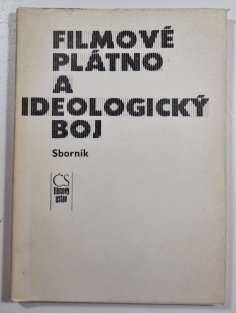 FILMOVÉ
PLÁTNO
A
IDEOLOGICKÝ
BOJ
Sborník
ČS
filmový
ústav